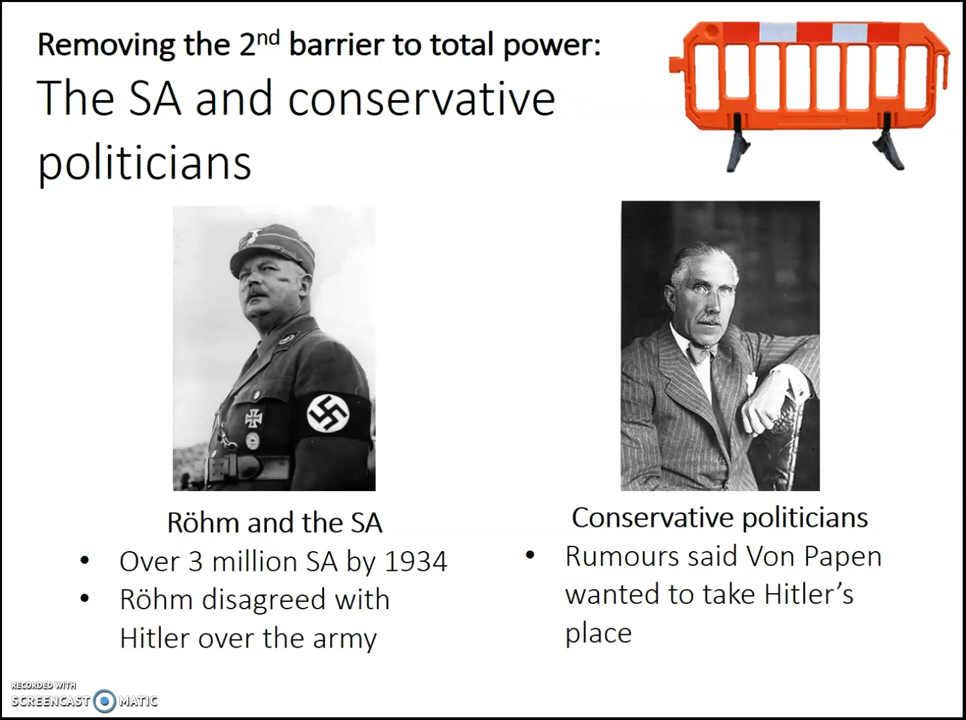 Removing the 2nd barrier to total power:
The SA and conservative
politicians
Röhm and the SA
• Over 3 million SA by 1934
• Röhm disagreed with
Hitler over the army
Conservative politicians
• Rumours said Von Papen
wanted to take Hitler's
place
RECORDED WITH
SCREENCAST MATIC